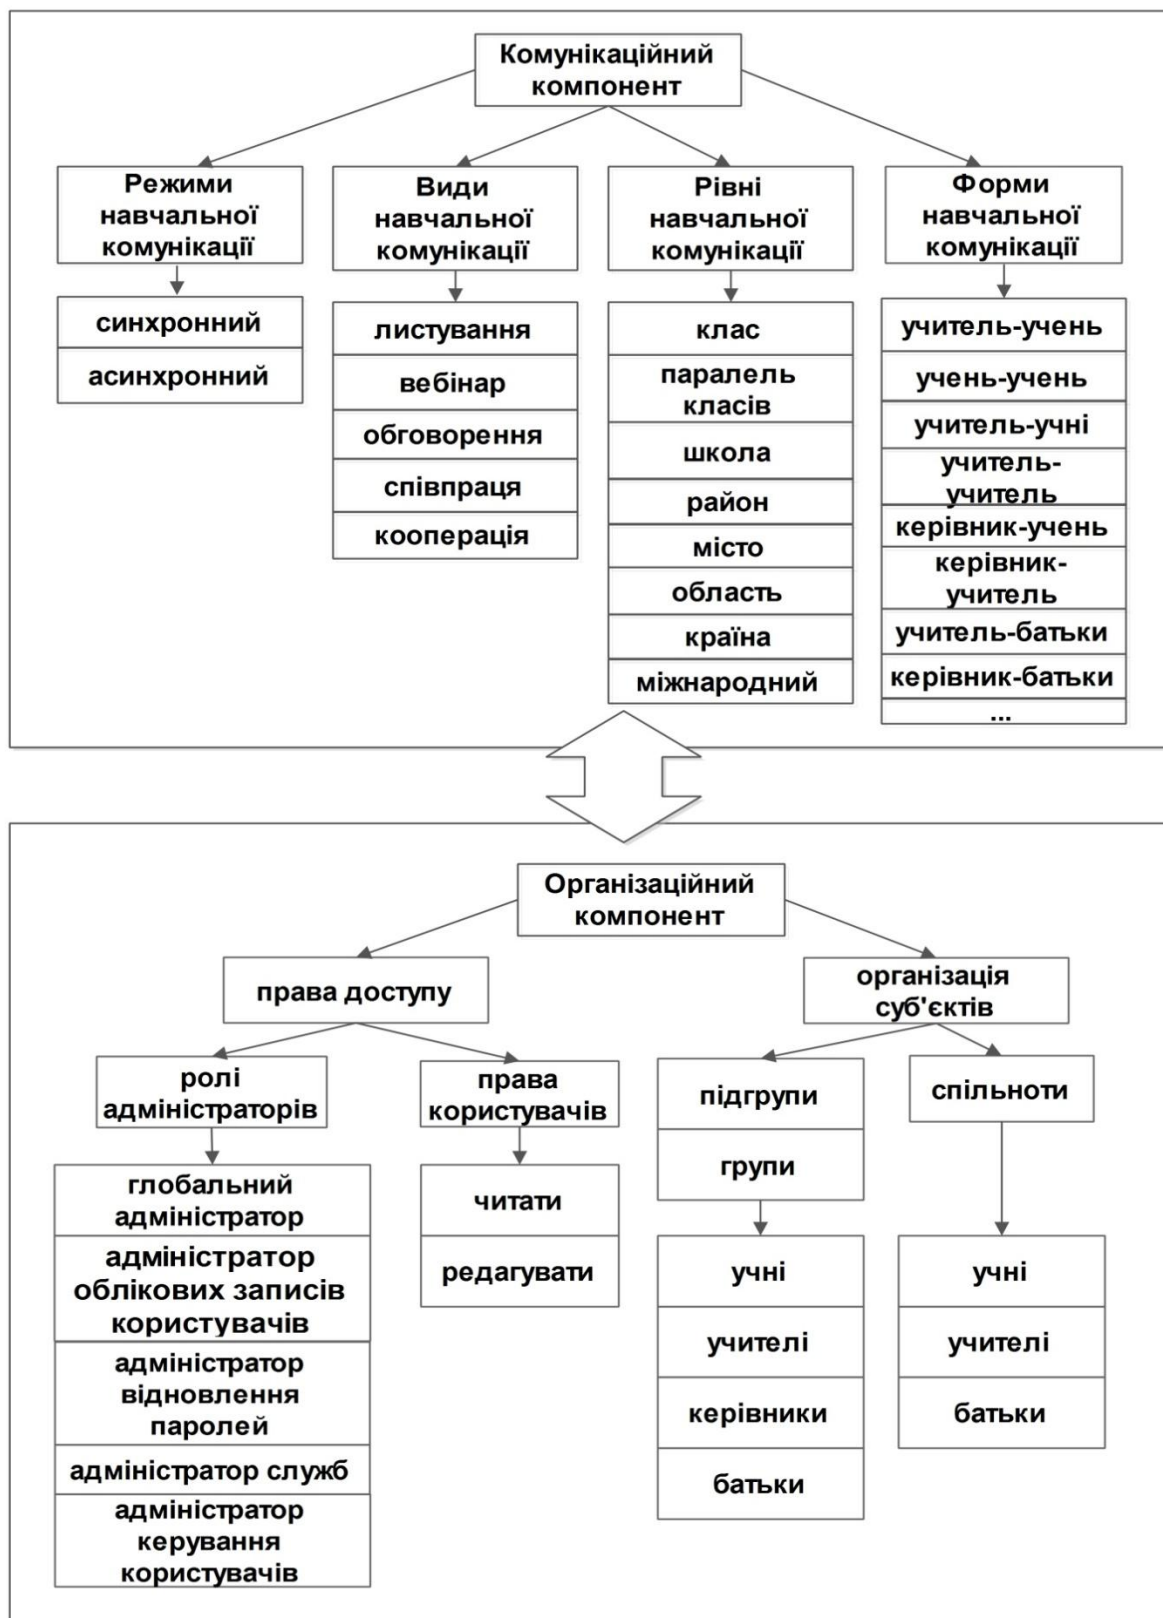 Комунікаційний
компонент
Режими
навчальної
комунікації
синхронний
асинхронний
Види
навчальної
комунікації
листування
вебінар
обговорення
співпраця
кооперація
Рівні
навчальної
комунікації
клас
паралель
класів
школа
район
місто
область
країна
міжнародний
Форми
навчальної
комунікації
учитель-учень
учень-учень
учитель-учні
учитель-
учитель
керівник-учень
керівник-
учитель
учитель-батьки
керівник-батьки
...
Організаційний
компонент
права доступу
ролі
адміністраторів
глобальний
адміністратор
адміністратор
облікових записів
користувачів
адміністратор
відновлення
паролей
адміністратор служб
адміністратор
керування
користувачів
права
користувачів
читати
редагувати
організація
суб'єктів
підгрупи
групи
учні
учителі
керівники
батьки
спільноти
учні
учителі
батьки